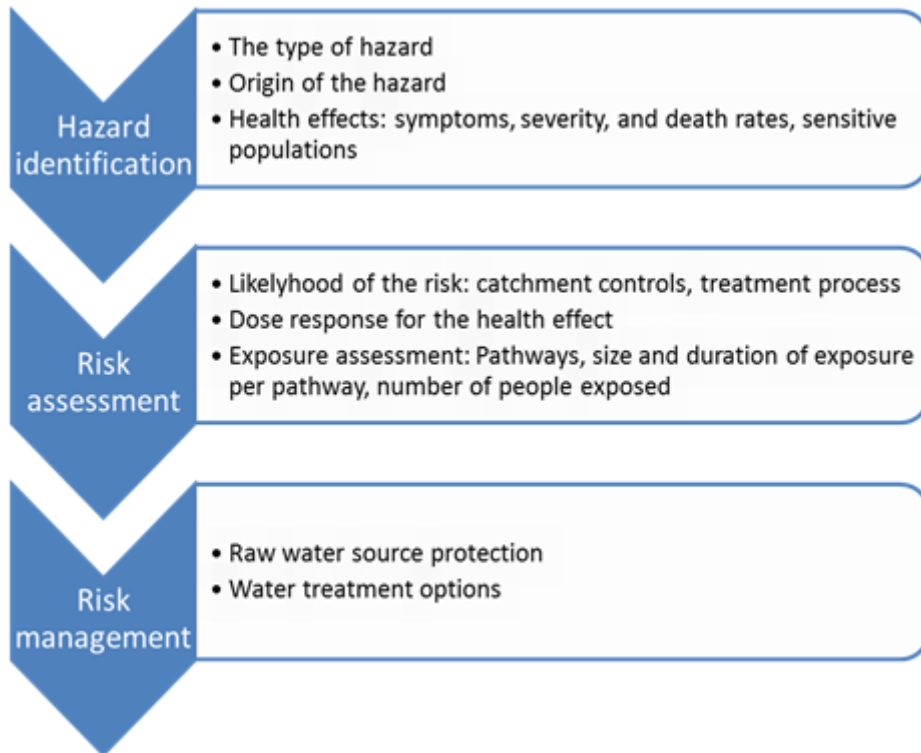 Hazard
identification
• The type of hazard
• Origin of the hazard
• Health effects: symptoms, severity, and death rates, sensitive
populations
Risk
assessment
• Likelyhood of the risk: catchment controls, treatment process
• Dose response for the health effect
• Exposure assessment: Pathways, size and duration of exposure
per pathway, number of people exposed
Risk
management
• Raw water source protection
• Water treatment options